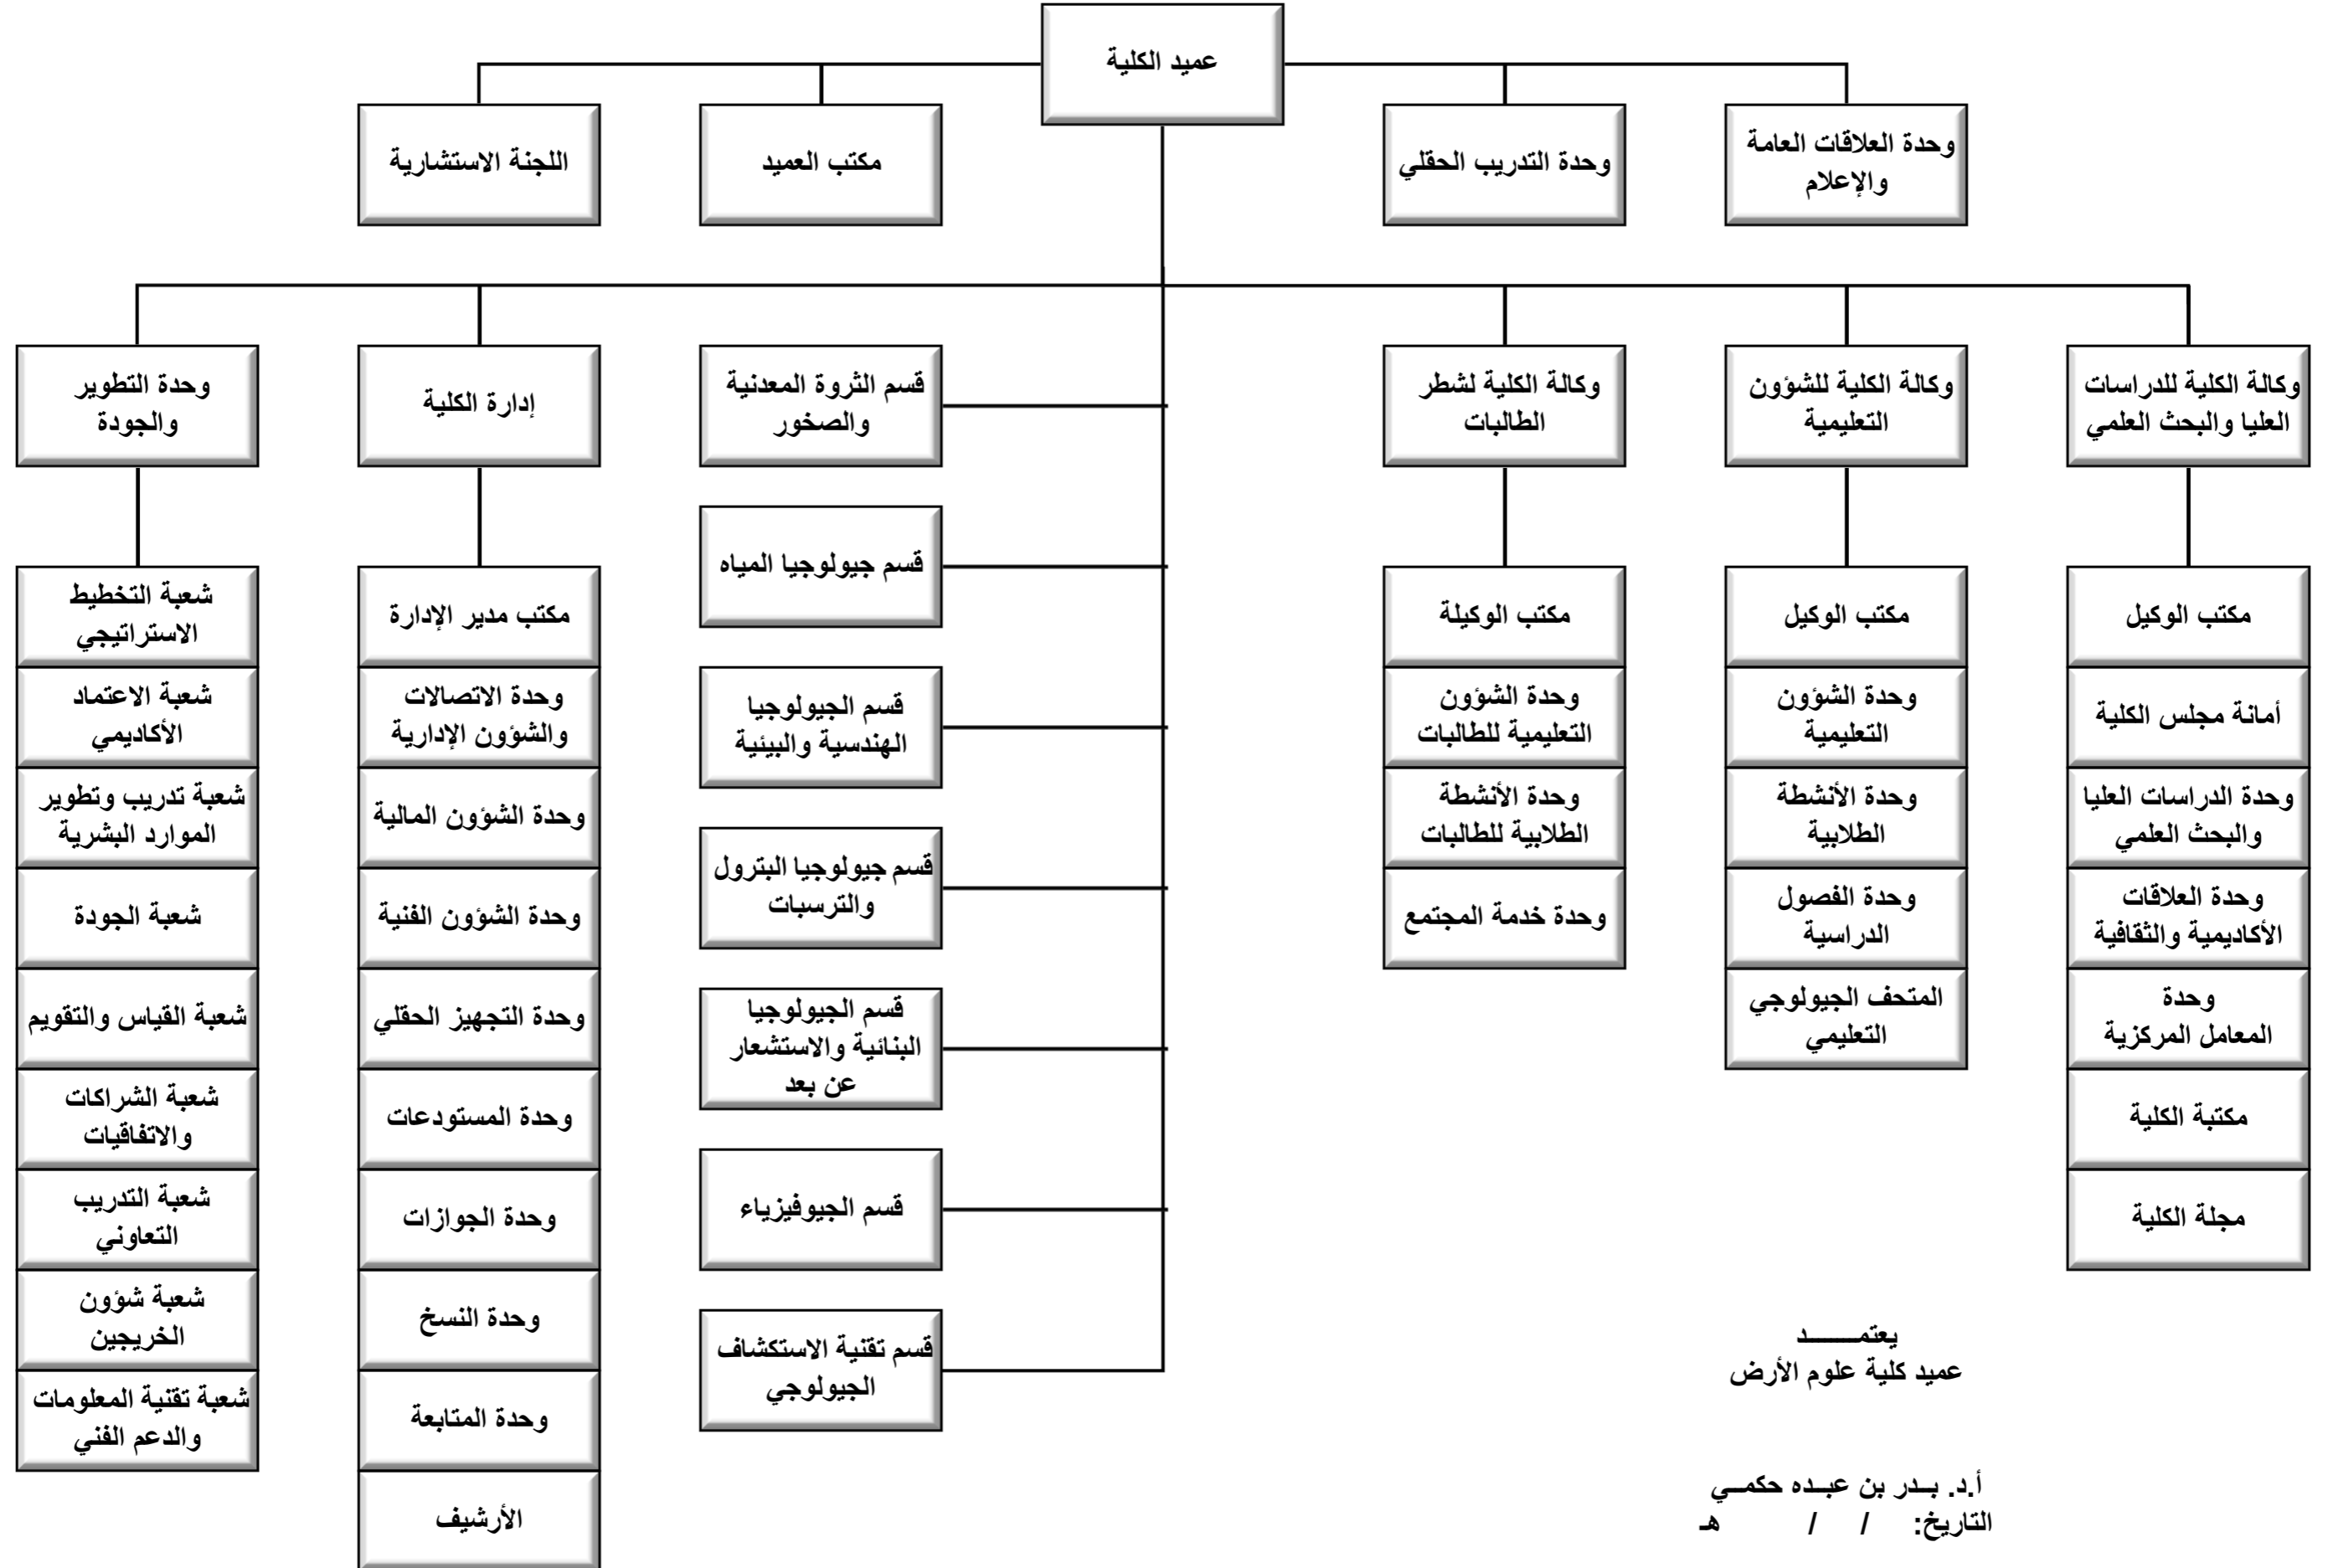 عميد الكلية
وحدة العلاقات العامة
والإعلام
وحدة التدريب الحقلي
مكتب العميد
اللجنة الاستشارية
وكالة الكلية للدراسات
العليا والبحث العلمي
وكالة الكلية للشؤون
التعليمية
وكالة الكلية لشطر
الطالبات
قسم الثروة المعدنية
والصخور
إدارة الكلية
وحدة التطوير
والجودة
مكتب الوكيل
أمانة مجلس الكلية
وحدة الدراسات العليا
والبحث العلمي
وحدة العلاقات
الأكاديمية والثقافية
وحدة
المعامل المركزية
مكتبة الكلية
مجلة الكلية
مكتب الوكيل
وحدة الشؤون
التعليمية
وحدة الأنشطة
الطلابية
وحدة الفصول
الدراسية
المتحف الجيولوجي
التعليمي
مكتب الوكيلة
وحدة الشؤون
التعليمية للطالبات
وحدة الأنشطة
الطلابية للطالبات
وحدة خدمة المجتمع
قسم جيولوجيا المياه
قسم الجيولوجيا
الهندسية والبيئية
قسم جيولوجيا البترول
والترسبات
قسم الجيولوجيا
البنائية والاستشعار
عن بعد
قسم الجيوفيزياء
قسم تقنية الاستكشاف
الجيولوجي
مكتب مدير الإدارة
وحدة الاتصالات
والشؤون الإدارية
وحدة الشؤون المالية
وحدة الشؤون الفنية
وحدة التجهيز الحقلي
وحدة المستودعات
وحدة الجوازات
وحدة النسخ
وحدة المتابعة
الأرشيف
شعبة التخطيط
الاستراتيجي
شعبة الاعتماد
الأكاديمي
شعبة تدريب وتطوير
الموارد البشرية
شعبة الجودة
شعبة القياس والتقويم
شعبة الشراكات
والاتفاقيات
شعبة التدريب
التعاوني
شعبة شؤون
الخريجين
شعبة تقنية المعلومات
والدعم الفني
يعتمـــــــد
عميد كلية علوم الأرض
أ.د. بــدر بن عبــده حكمــي
التاريخ: / / هـ